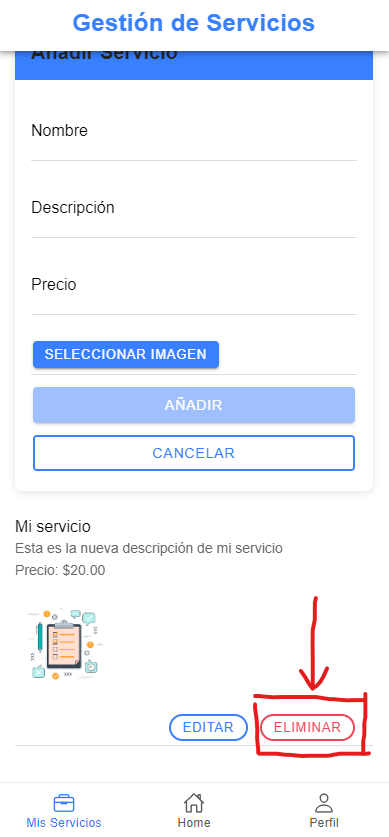 Gestión de Servicios
Añadir Servicio
Nombre
Descripción
Precio
SELECCIONAR IMAGEN
AÑADIR
CANCELAR
Mi servicio
Esta es la nueva descripción de mi servicio
Precio: $20.00
EDITAR ELIMINAR
Mis Servicios Home Perfil